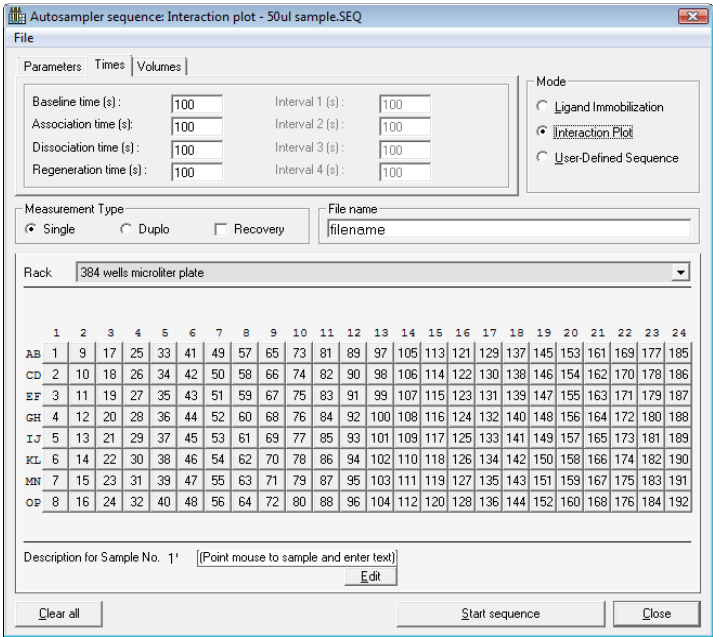 Autosampler sequence: Interaction plot - 50ul sample.SEQ
File
Parameters Times Volumes
Mode
Baseline time (s) : 100 Interval 1 (s) : 100
Ligand Immobilization
Association time (s): 100 Interval 2 (s) : 100
Interaction Plot
Dissociation time (s) : 100 Interval 3 (s) : 100
User-Defined Sequence
Regeneration time (s) : 100 Interval 4 (s) : 100
Measurement Type File name
Single Duplo Recovery filename
Rack 384 wells microliter plate
1 2 3 4 5 6 7 8 9 10 11 12 13 14 15 16 17 18 19 20 21 22 23 24
AB 1 9 17 25 33 41 49 57 65 73 81 89 97 105 113 121 129 137 145 153 161 169 177 185
CD 2 10 18 26 34 42 50 58 66 74 82 90 98 106 114 122 130 138 146 154 162 170 178 186
EF 3 11 19 27 35 43 51 59 67 75 83 91 99 107 115 123 131 139 147 155 163 171 179 187
GH 4 12 20 28 36 44 52 60 68 76 84 92 100 108 116 124 132 140 148 156 164 172 180 188
IJ 5 13 21 29 37 45 53 61 69 77 85 93 101 109 117 125 133 141 149 157 165 173 181 189
KL 6 14 22 30 38 46 54 62 70 78 86 94 102 110 118 126 134 142 150 158 166 174 182 190
MN 7 15 23 31 39 47 55 63 71 79 87 95 103 111 119 127 135 143 151 159 167 175 183 191
OP 8 16 24 32 40 48 56 64 72 80 88 96 104 112 120 128 136 144 152 160 168 176 184 192
Description for Sample No. 1' (Point mouse to sample and enter text)
Edit
Clear all Start sequence Close